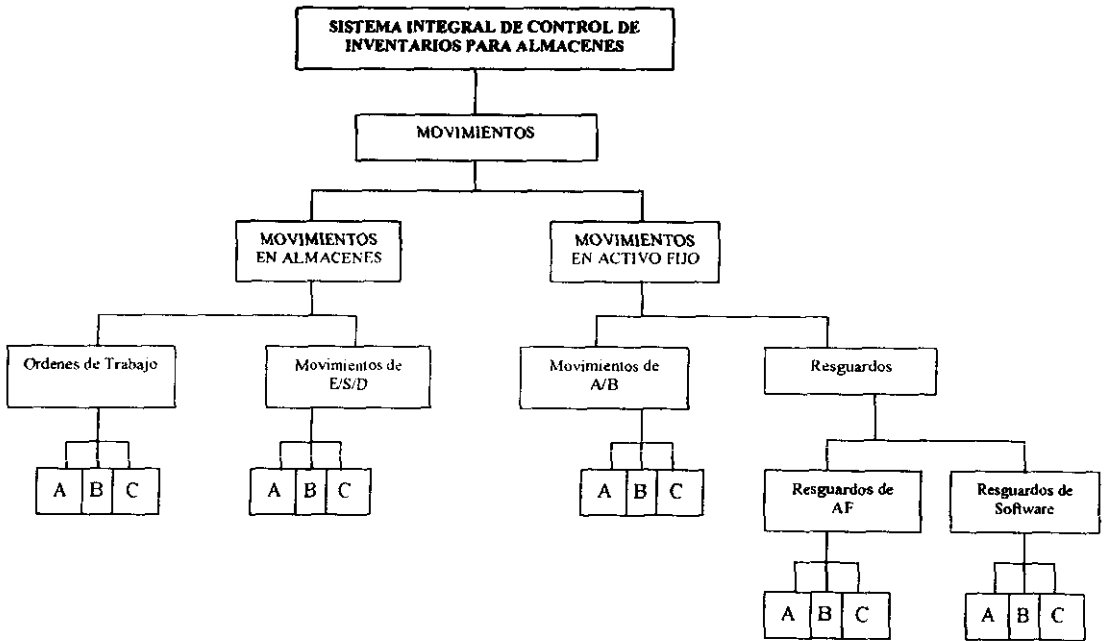 SISTEMA INTEGRAL DE CONTROL DE
INVENTARIOS PARA ALMACENES
MOVIMIENTOS
MOVIMIENTOS
EN ALMACENES
MOVIMIENTOS
EN ACTIVO FIJO
Ordenes de Trabajo
Movimientos de
E/S/D
Movimientos de
A/B
Resguardos
A B C
A B C
A B C
Resguardos de
AF
Resguardos de
Software
A B C
A B C